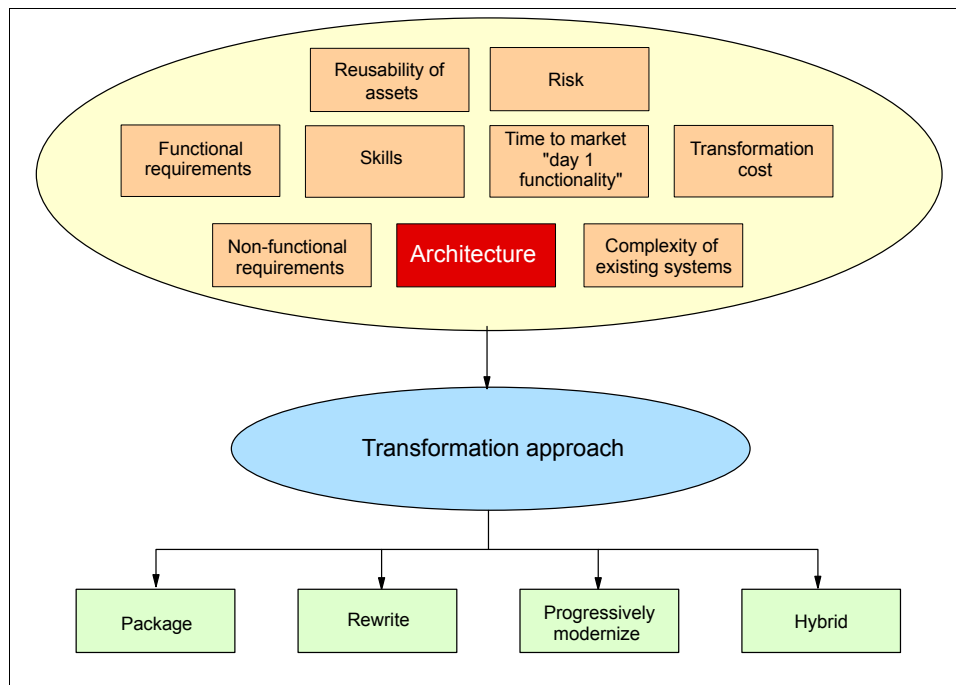 Reusability of
assets
Risk
Functional
requirements
Skills
Time to market
"day 1
functionality"
Transformation
cost
Non-functional
requirements
Architecture
Complexity of
existing systems
Transformation approach
Package
Rewrite
Progressively
modernize
Hybrid